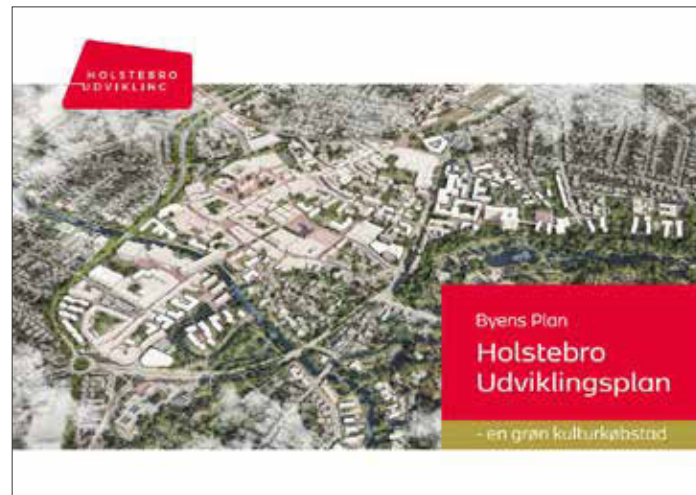 HOLSTEBRO
UDVIKLING
Byens Plan
Holstebro
Udviklingsplan
- en grøn kulturkøbstad